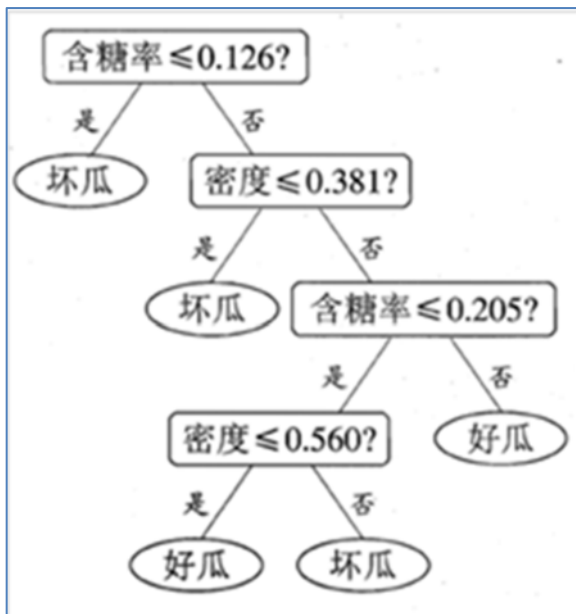 含糖率≤0.126?
是 否
坏瓜 密度≤0.381?
是 否
坏瓜 含糖率≤0.205?
是 否
密度≤0.560? 好瓜
是 否
好瓜 坏瓜